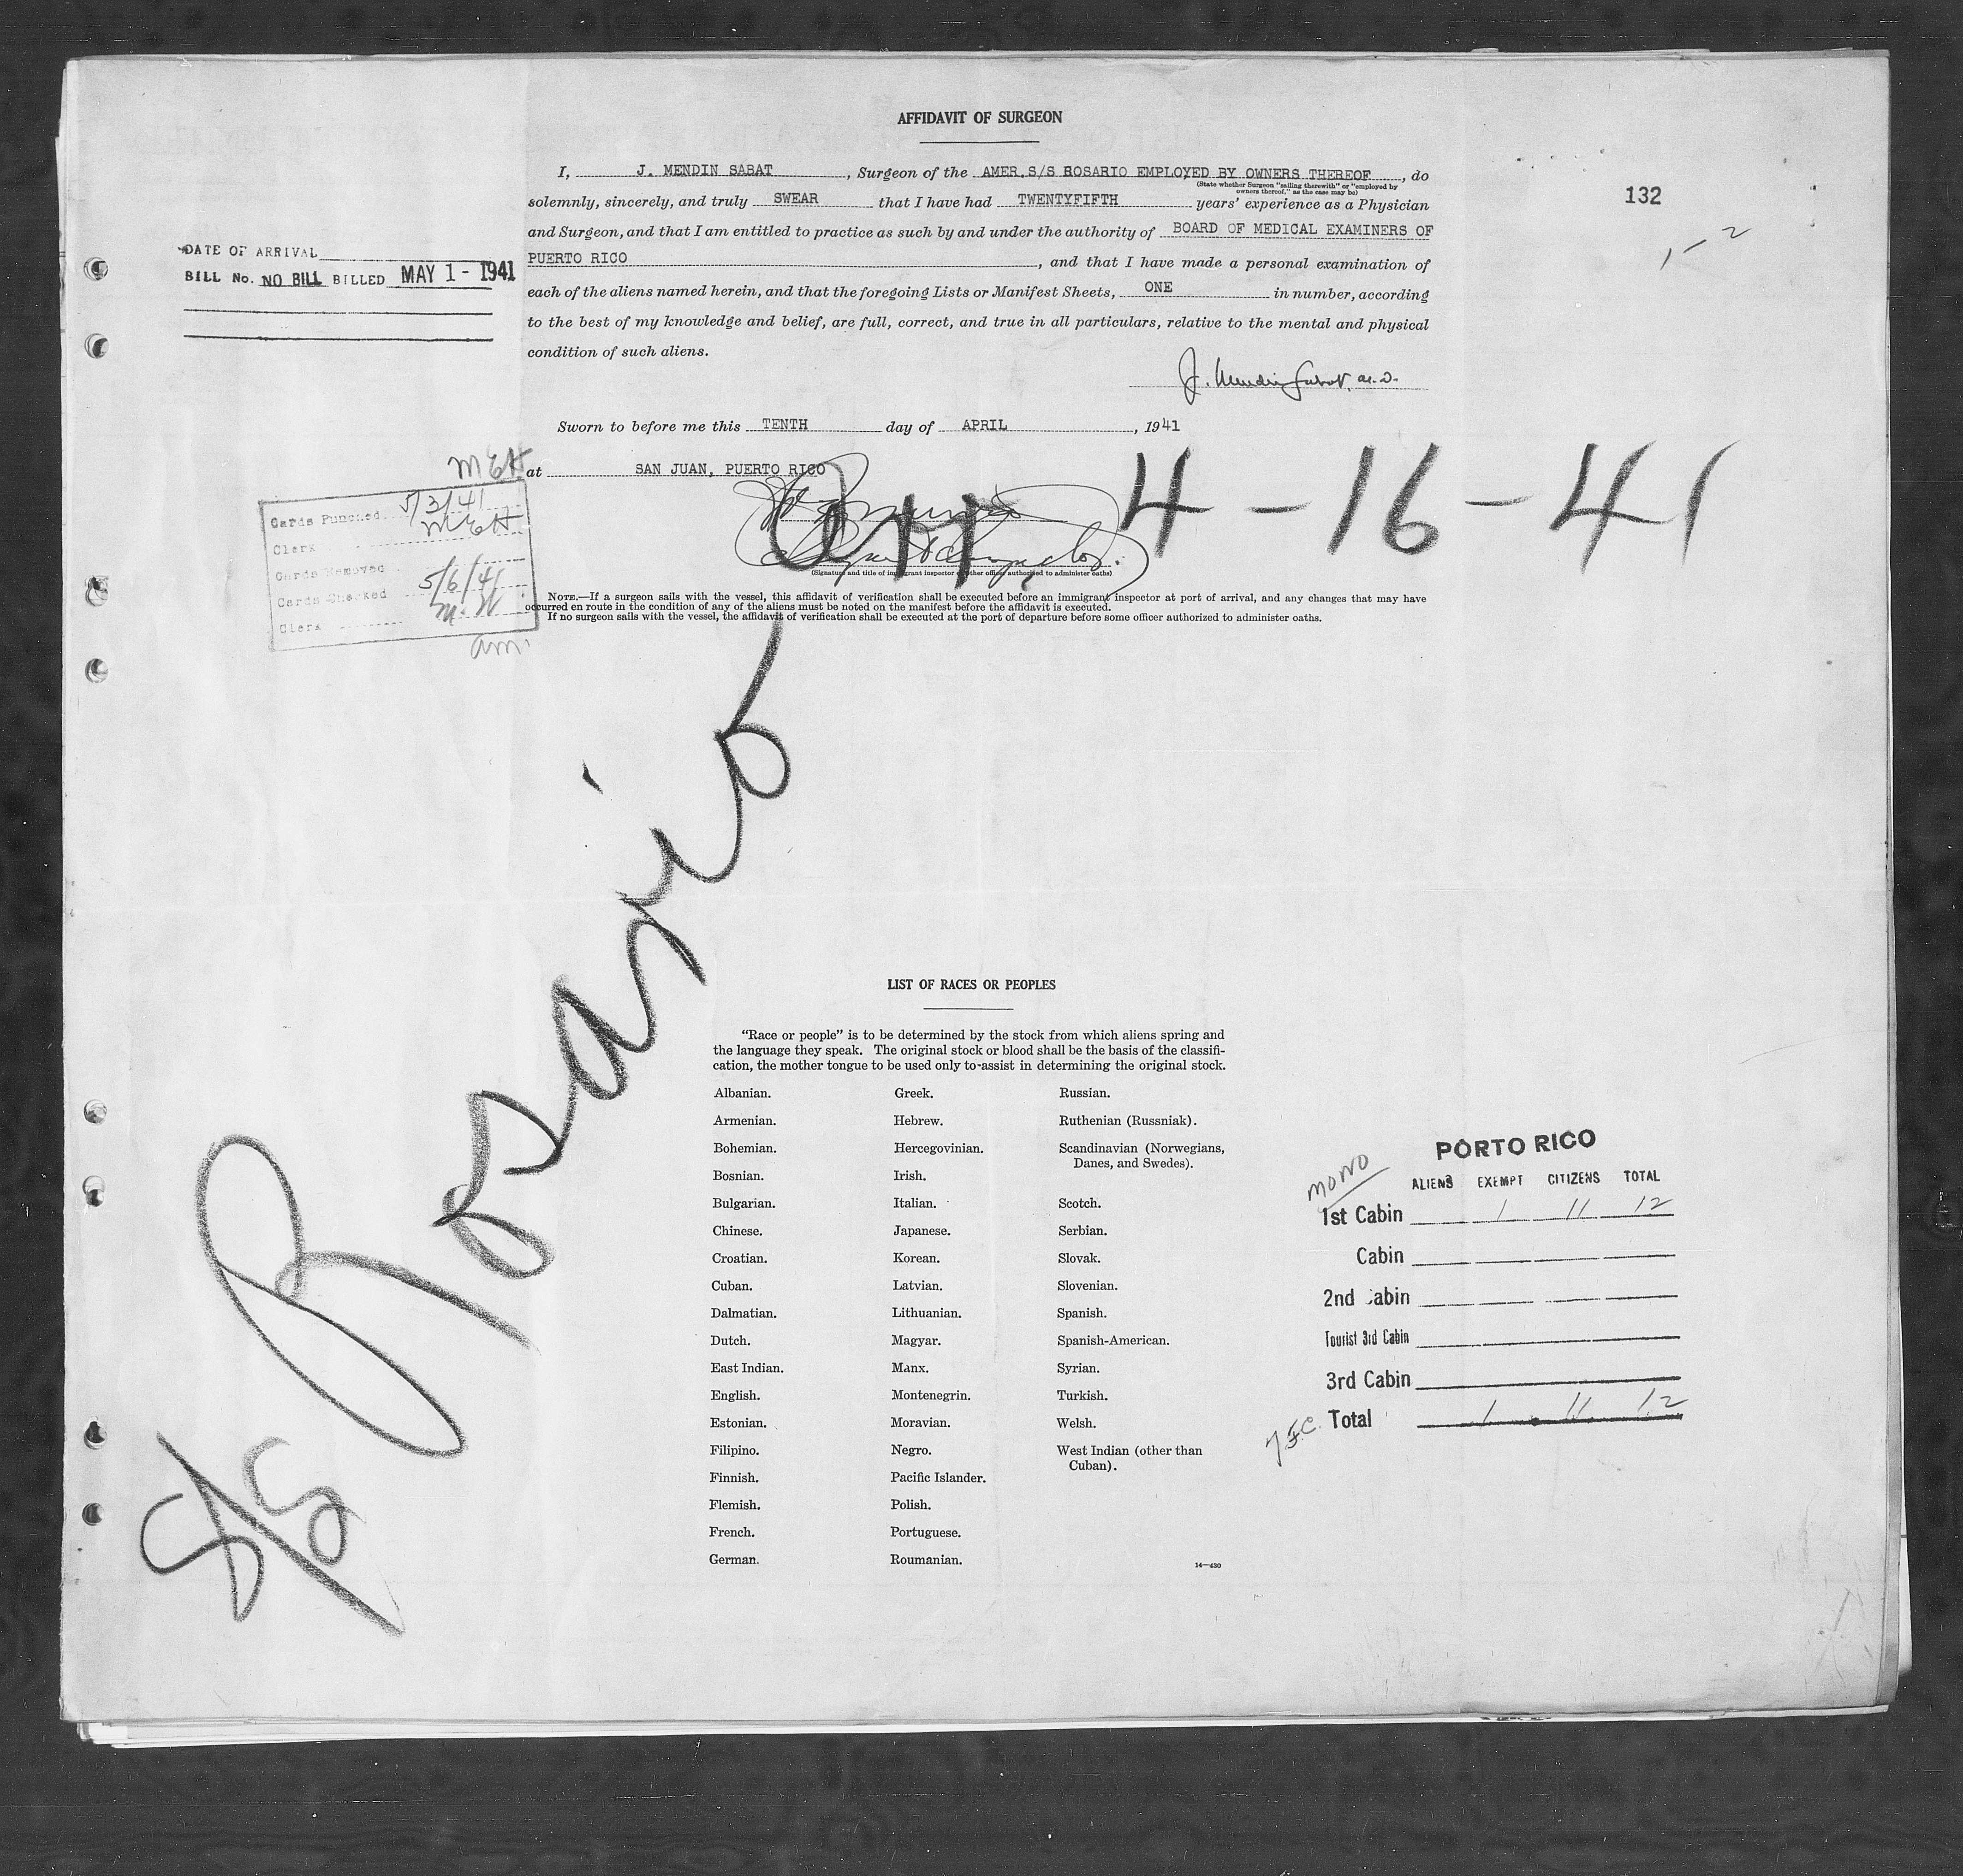 AFFIDAVIT OF SURGEON
I, J. MENDIN SABAT, Surgeon of the AMER.S/S ROSARIO EMPLOYED BY OWNERS THEREOF, do
(State whether Surgeon "sailing therewith" or "employed by
owners thereof," as the case may be)
solemnly, sincerely, and truly SWEAR that I have had TWENTYFIFTH years' experience as a Physician
and Surgeon, and that I am entitled to practice as such by and under the authority of BOARD OF MEDICAL EXAMINERS OF
PUERTO RICO, and that I have made a personal examination of
each of the aliens named herein, and that the foregoing Lists or Manifest Sheets, ONE in number, according
to the best of my knowledge and belief, are full, correct, and true in all particulars, relative to the mental and physical
condition of such aliens.
J. Mendin Sabat, M.D.
Sworn to before me this TENTH day of APRIL, 1941
at SAN JUAN, PUERTO RICO
(Signature and title of immigrant inspector or other officer authorized to administer oaths)
NOTE.—If a surgeon sails with the vessel, this affidavit of verification shall be executed before an immigrant inspector at port of arrival, and any changes that may have
occurred en route in the condition of any of the aliens must be noted on the manifest before the affidavit is executed.
If no surgeon sails with the vessel, the affidavit of verification shall be executed at the port of departure before some officer authorized to administer oaths.
132
1-2
DATE OF ARRIVAL
BILL No. NO BILL BILLED MAY 1 - 1941
MEH
Cards Punched 5/3/41
Clerk MEH
Cards Removed
Cards Checked 5/6/41
Clerk M.W
am
4-16-41
S/S Rosario
LIST OF RACES OR PEOPLES
"Race or people" is to be determined by the stock from which aliens spring and
the language they speak. The original stock or blood shall be the basis of the classifi-
cation, the mother tongue to be used only to assist in determining the original stock.
Albanian.
Armenian.
Bohemian.
Bosnian.
Bulgarian.
Chinese.
Croatian.
Cuban.
Dalmatian.
Dutch.
East Indian.
English.
Estonian.
Filipino.
Finnish.
Flemish.
French.
German.
Greek.
Hebrew.
Hercegovinian.
Irish.
Italian.
Japanese.
Korean.
Latvian.
Lithuanian.
Magyar.
Manx.
Montenegrin.
Moravian.
Negro.
Pacific Islander.
Polish.
Portuguese.
Roumanian.
Russian.
Ruthenian (Russniak).
Scandinavian (Norwegians,
Danes, and Swedes).
Scotch.
Serbian.
Slovak.
Slovenian.
Spanish.
Spanish-American.
Syrian.
Turkish.
Welsh.
West Indian (other than
Cuban).
14—430
PORTO RICO
MONO
ALIENS EXEMPT CITIZENS TOTAL
1st Cabin 1 11 12
Cabin
2nd Cabin
Tourist 3rd Cabin
3rd Cabin
Total 1 11 12